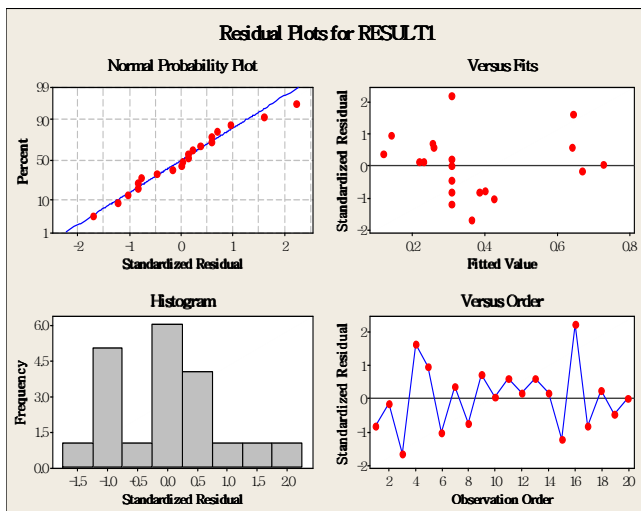 Residual Plots for RESULT1
Normal Probability Plot
99
90
50
10
1
Percent
-2 -1 0 1 2
Standardized Residual
Versus Fits
2
1
0
-1
-2
Standardized Residual
0.2 0.4 0.6 0.8
Fitted Value
Histogram
6.0
4.5
3.0
1.5
0.0
Frequency
-1.5 -1.0 -0.5 0.0 0.5 1.0 1.5 2.0
Standardized Residual
Versus Order
2
1
0
-1
-2
Standardized Residual
2 4 6 8 10 12 14 16 18 20
Observation Order